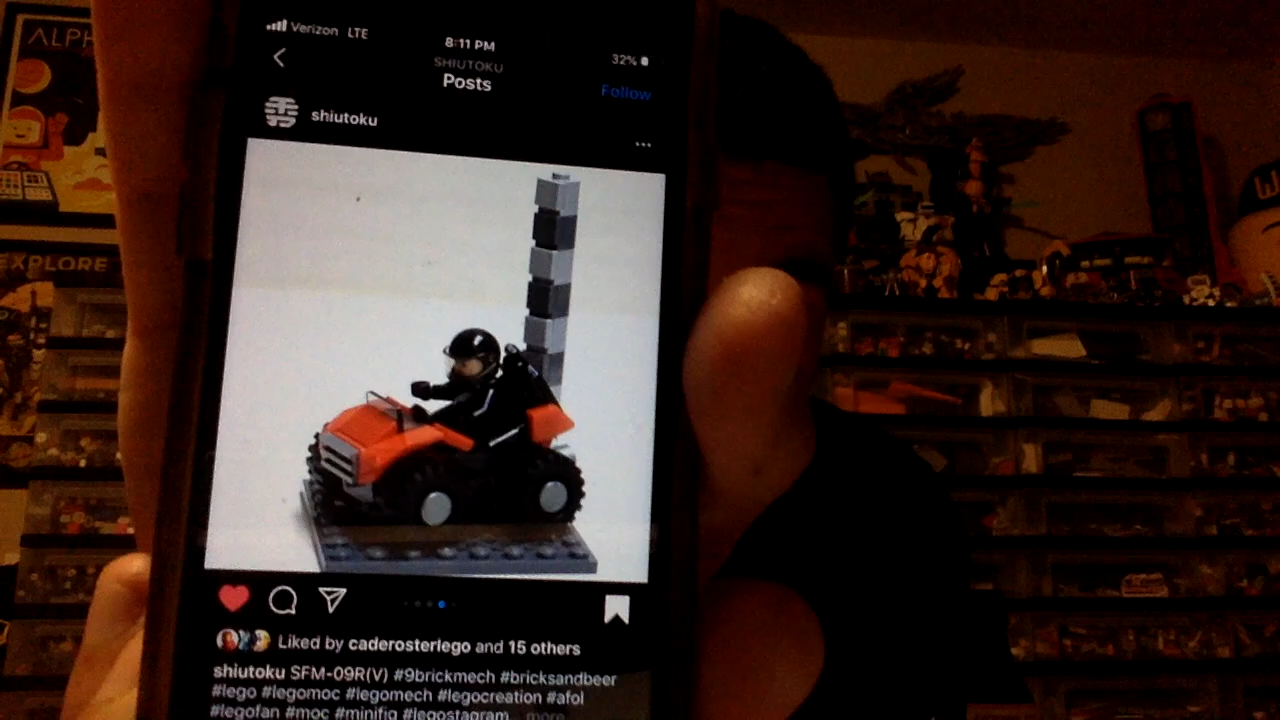 ALPH
EXPLORE
Verizon LTE
8:11 PM
32%
SHIUTOKU
Posts
Follow
shiutoku
Liked by caderosterlego and 15 others
shiutoku SFM-09R(V) #9brickmech #bricksandbeer
#lego #legomoc #legomech #legocreation #afol
#legofan #moc #minifig #legostagram... more
W